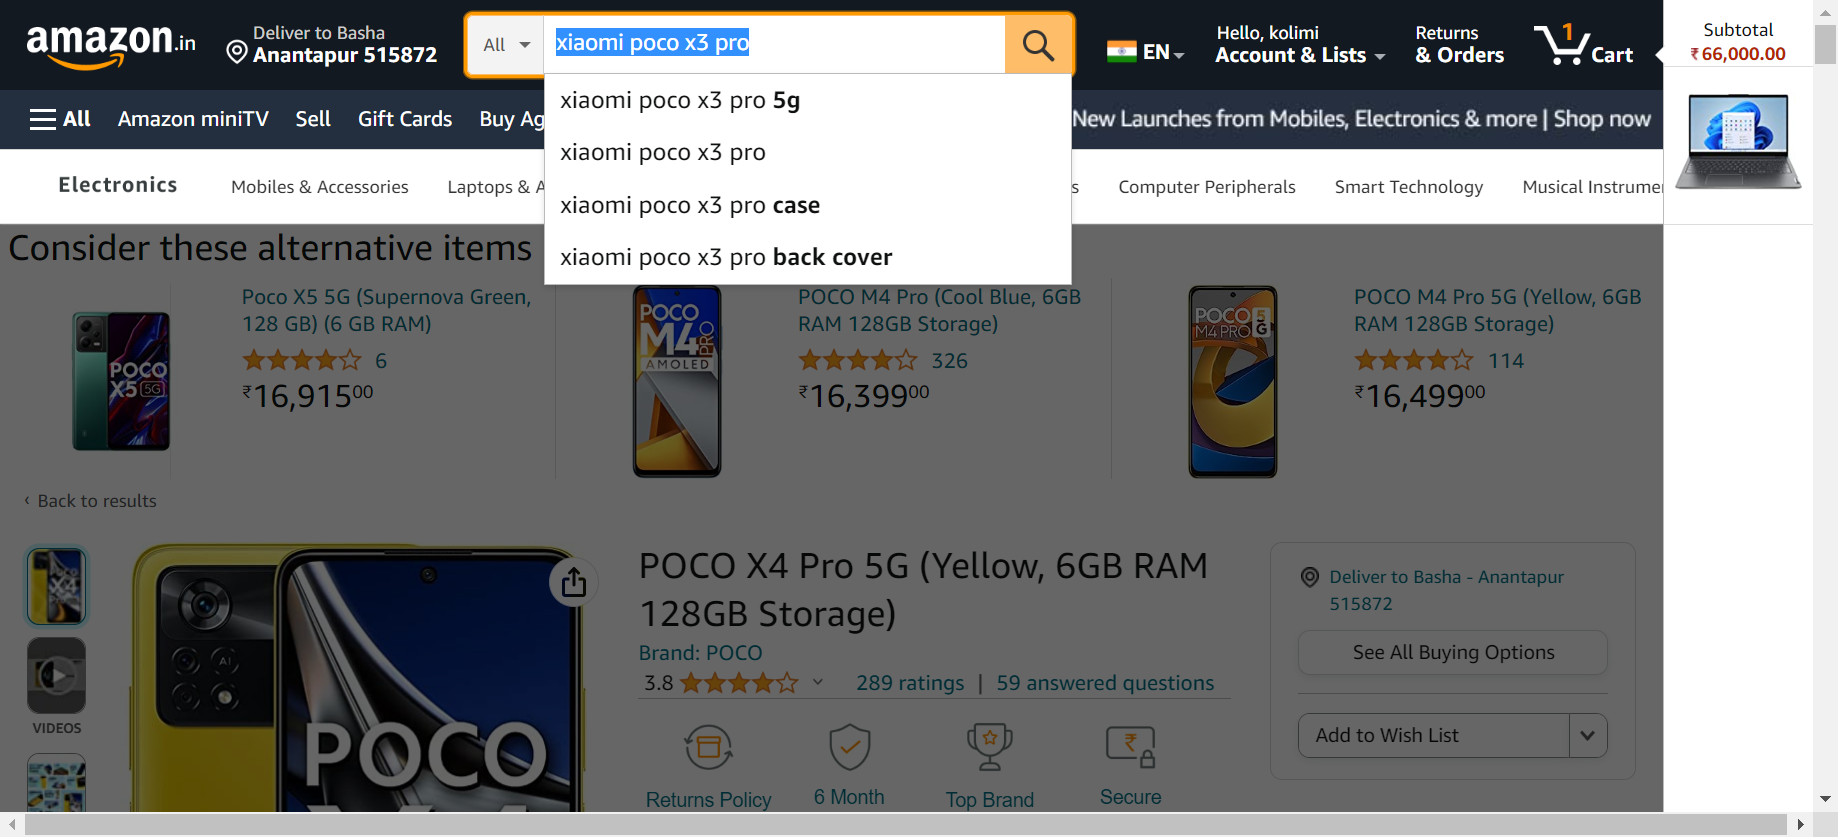 amazon.in
Deliver to Basha
Anantapur 515872
All
xiaomi poco x3 pro
EN
Hello, kolimi
Account & Lists
Returns
& Orders
1
Cart
Subtotal
₹66,000.00
All
Amazon miniTV
Sell
Gift Cards
Buy Ag
New Launches from Mobiles, Electronics & more | Shop now
xiaomi poco x3 pro 5g
xiaomi poco x3 pro
xiaomi poco x3 pro case
xiaomi poco x3 pro back cover
Electronics
Mobiles & Accessories
Laptops & A
s
Computer Peripherals
Smart Technology
Musical Instrumen
Consider these alternative items
POCO
X5 5G
Poco X5 5G (Supernova Green,
128 GB) (6 GB RAM)
6
₹16,91500
POCO
M4 PRO
AMOLED
POCO M4 Pro (Cool Blue, 6GB
RAM 128GB Storage)
326
₹16,39900
POCO
M4 PRO 5G
POCO M4 Pro 5G (Yellow, 6GB
RAM 128GB Storage)
114
₹16,49900
‹ Back to results
VIDEOS
AI
POCO
POCO X4 Pro 5G (Yellow, 6GB RAM
128GB Storage)
Brand: POCO
3.8
289 ratings | 59 answered questions
Returns Policy
6 Month
Top Brand
₹
Secure
Deliver to Basha - Anantapur
515872
See All Buying Options
Add to Wish List